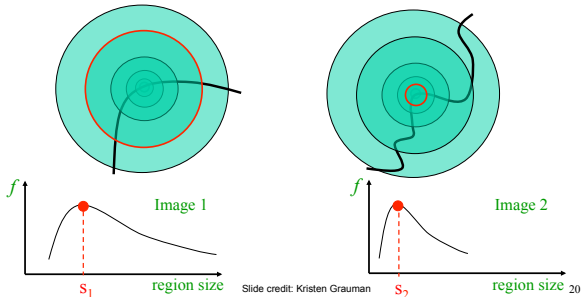 f
Image 1
s1
region size
f
Image 2
s2
region size
Slide credit: Kristen Grauman
20